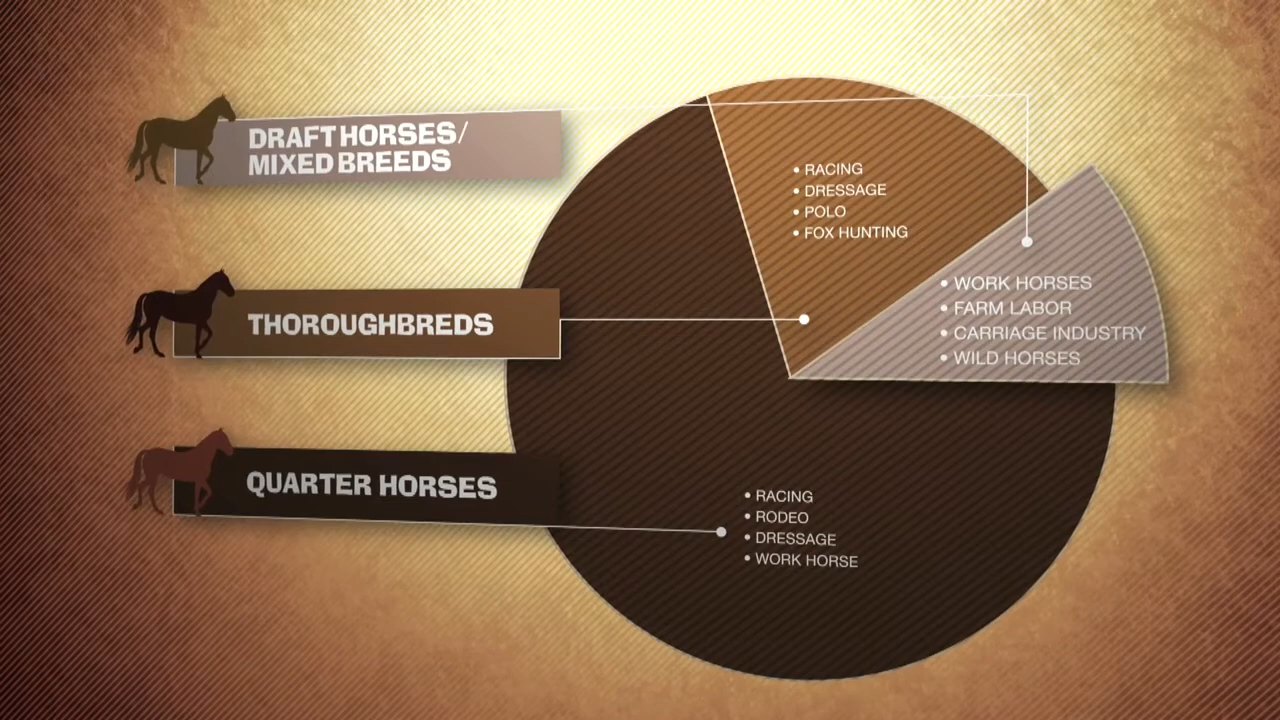 DRAFT HORSES/
MIXED BREEDS
THOROUGHBREDS
QUARTER HORSES
• RACING
• DRESSAGE
• POLO
• FOX HUNTING
• WORK HORSES
• FARM LABOR
• CARRIAGE INDUSTRY
• WILD HORSES
• RACING
• RODEO
• DRESSAGE
• WORK HORSE